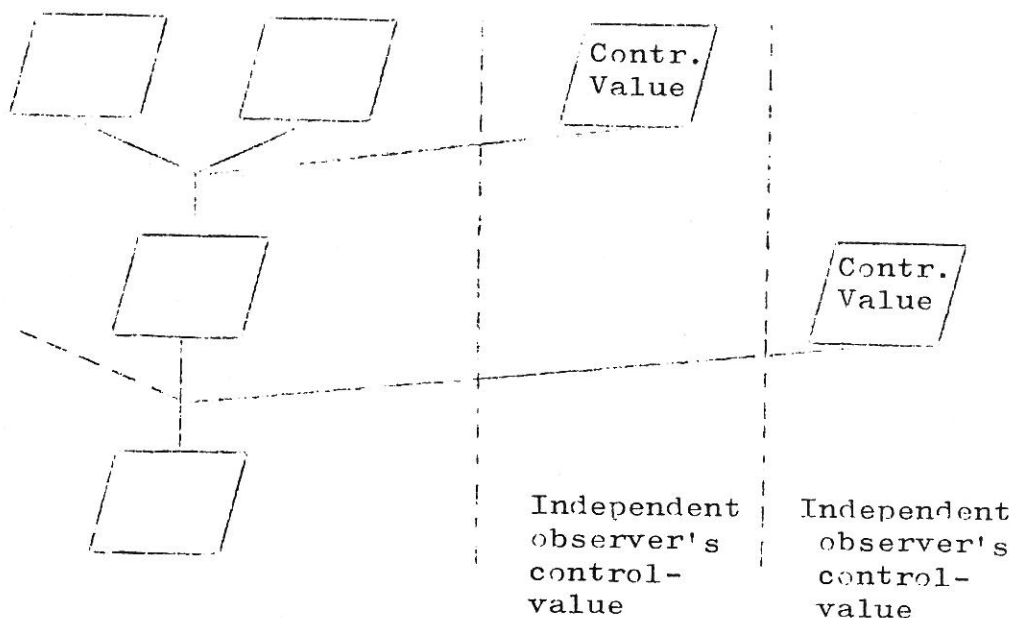 Contr.
Value
Contr.
Value
Independent
observer's
control-
value
Independent
observer's
control-
value